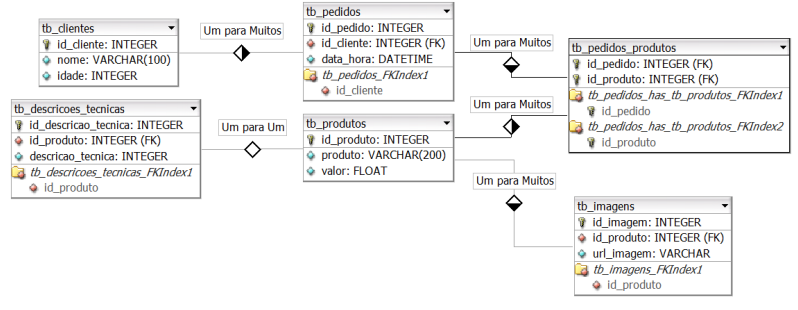 tb_clientes
id_cliente: INTEGER
nome: VARCHAR(100)
idade: INTEGER
Um para Muitos
tb_pedidos
id_pedido: INTEGER
id_cliente: INTEGER (FK)
data_hora: DATETIME
tb_pedidos_FKIndex1
id_cliente
Um para Muitos
tb_pedidos_produtos
id_pedido: INTEGER (FK)
id_produto: INTEGER (FK)
tb_pedidos_has_tb_produtos_FKIndex1
id_pedido
tb_pedidos_has_tb_produtos_FKIndex2
id_produto
tb_descricoes_tecnicas
id_descricao_tecnica: INTEGER
id_produto: INTEGER (FK)
descricao_tecnica: INTEGER
tb_descricoes_tecnicas_FKIndex1
id_produto
Um para Um
tb_produtos
id_produto: INTEGER
produto: VARCHAR(200)
valor: FLOAT
Um para Muitos
Um para Muitos
tb_imagens
id_imagem: INTEGER
id_produto: INTEGER (FK)
url_imagem: VARCHAR
tb_imagens_FKIndex1
id_produto